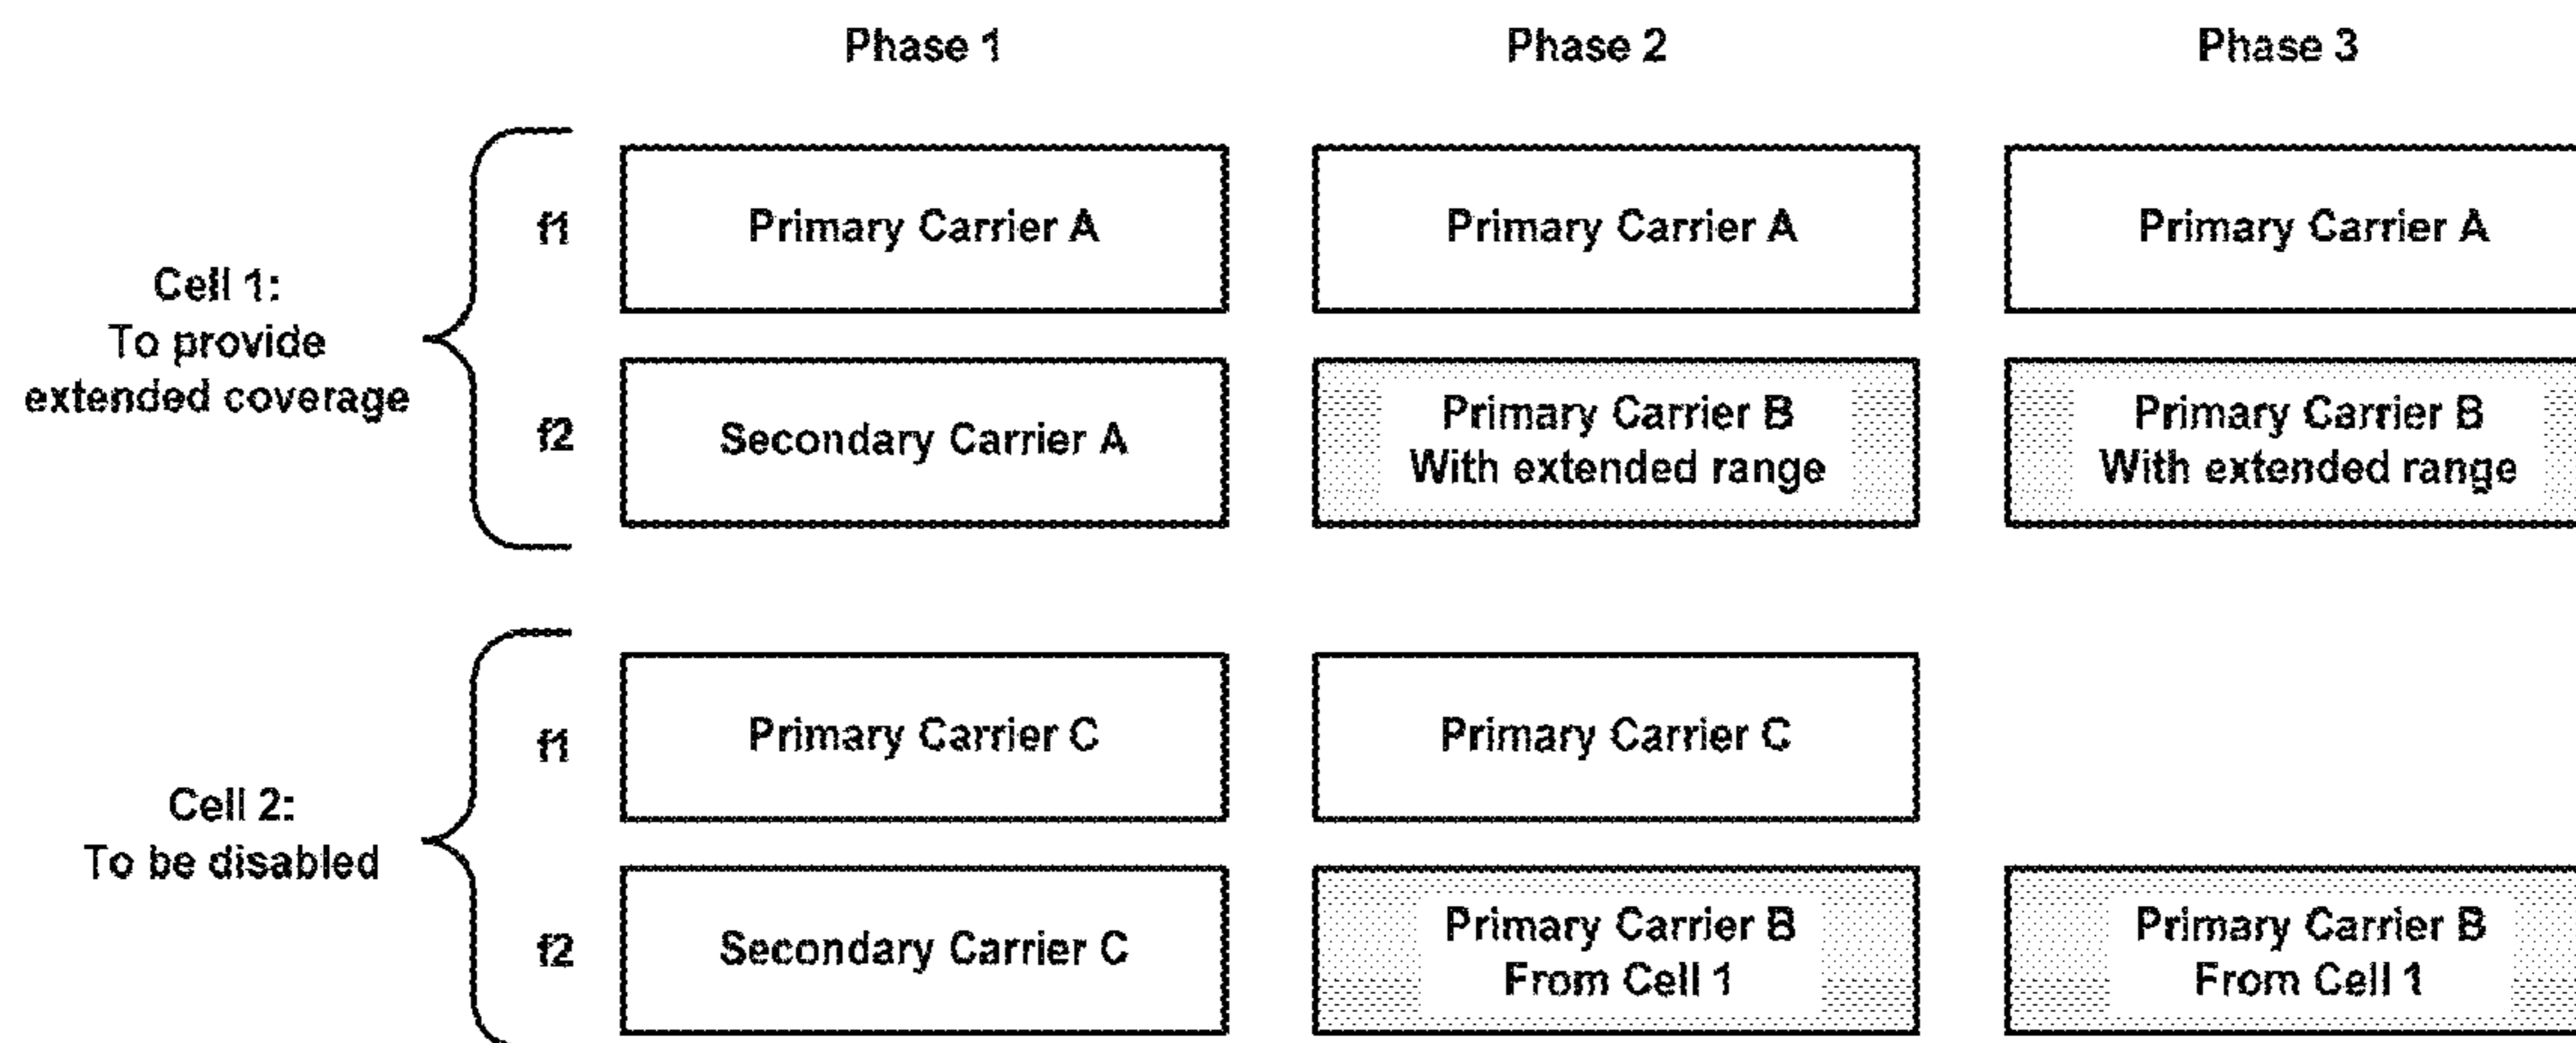 Phase 1
Phase 2
Phase 3
Cell 1:
To provide
extended coverage
f1
Primary Carrier A
Primary Carrier A
Primary Carrier A
f2
Secondary Carrier A
Primary Carrier B
With extended range
Primary Carrier B
With extended range
Cell 2:
To be disabled
f1
Primary Carrier C
Primary Carrier C
f2
Secondary Carrier C
Primary Carrier B
From Cell 1
Primary Carrier B
From Cell 1